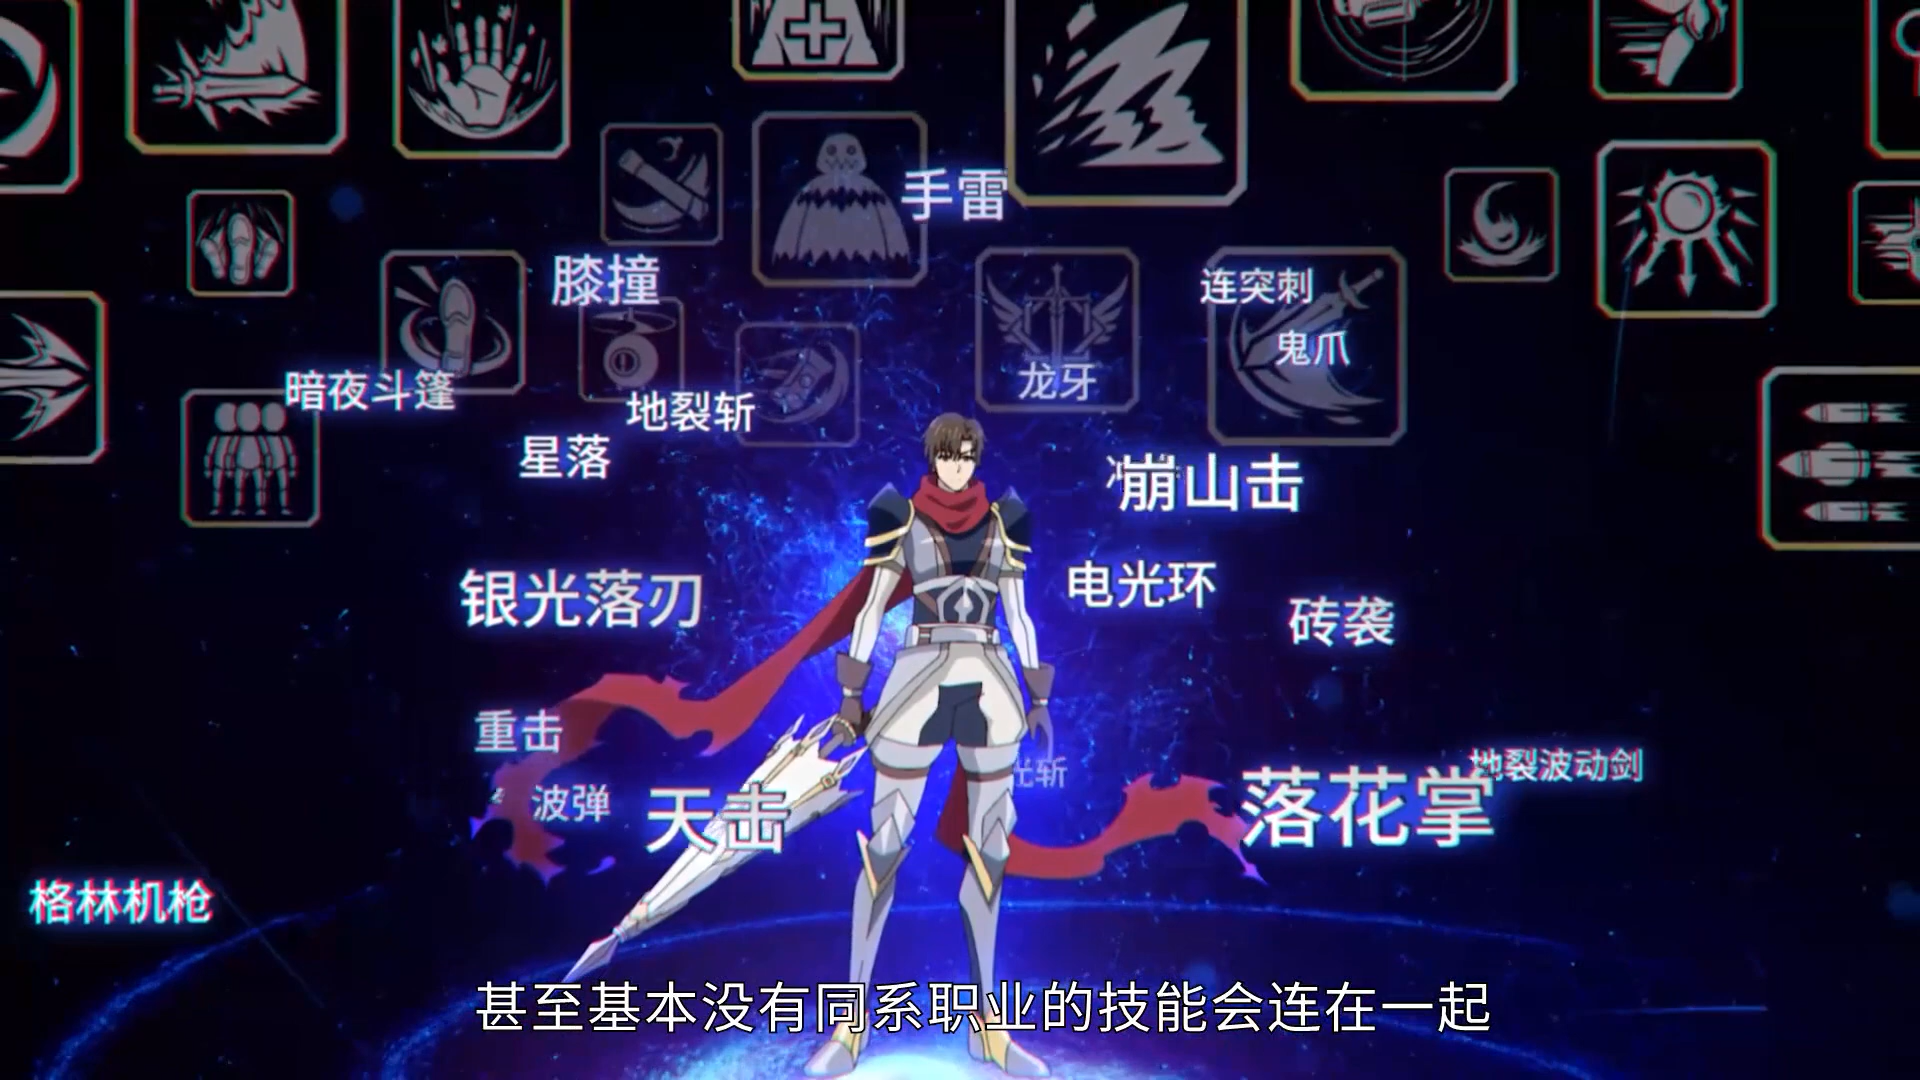 手雷
膝撞
连突刺
鬼爪
龙牙
暗夜斗篷
地裂斩
星落
崩山击
银光落刃
电光环
砖袭
重击
地裂波动剑
光斩
波弹
天击
落花掌
格林机枪
甚至基本没有同系职业的技能会连在一起